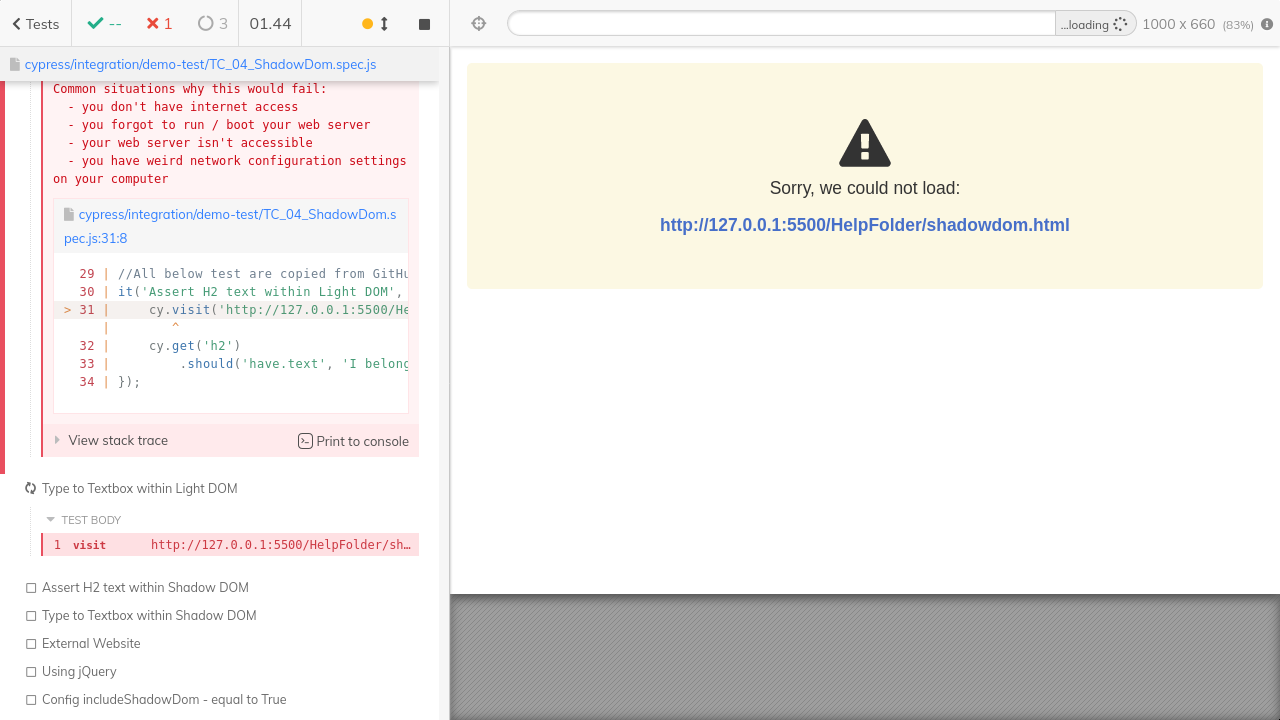 Tests
--
1
3
01.44
...loading
1000 x 660 (83%)
cypress/integration/demo-test/TC_04_ShadowDom.spec.js
Common situations why this would fail:
- you don't have internet access
- you forgot to run / boot your web server
- your web server isn't accessible
- you have weird network configuration settings
on your computer
cypress/integration/demo-test/TC_04_ShadowDom.s
pec.js:31:8
29 | //All below test are copied from GitHu
30 | it('Assert H2 text within Light DOM',
> 31 |     cy.visit('http://127.0.0.1:5500/He
|        ^
32 |     cy.get('h2')
33 |         .should('have.text', 'I belong
34 | });
View stack trace
Print to console
Type to Textbox within Light DOM
TEST BODY
1 visit http://127.0.0.1:5500/HelpFolder/sh…
Assert H2 text within Shadow DOM
Type to Textbox within Shadow DOM
External Website
Using jQuery
Config includeShadowDom - equal to True
Sorry, we could not load:
http://127.0.0.1:5500/HelpFolder/shadowdom.html